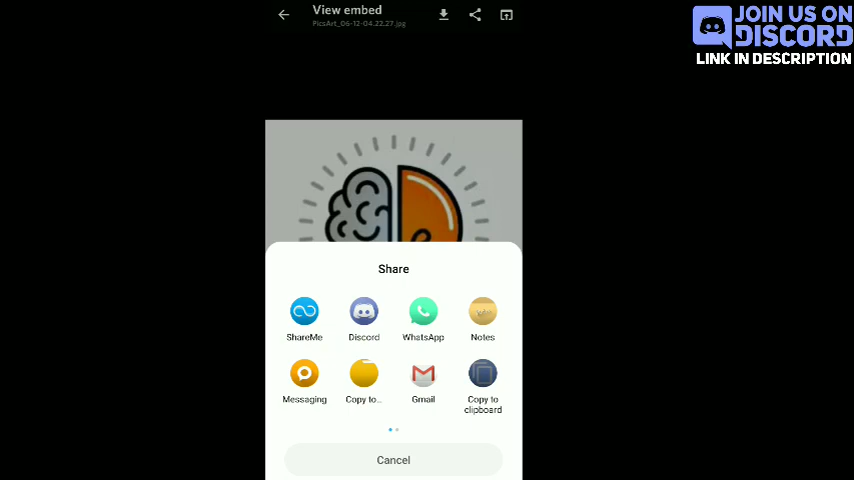 View embed
PicsArt_06-12-04.22.27.jpg
JOIN US ON
DISCORD
LINK IN DESCRIPTION
Share
ShareMe
Discord
WhatsApp
Notes
Messaging
Copy to...
Gmail
Copy to
clipboard
Cancel